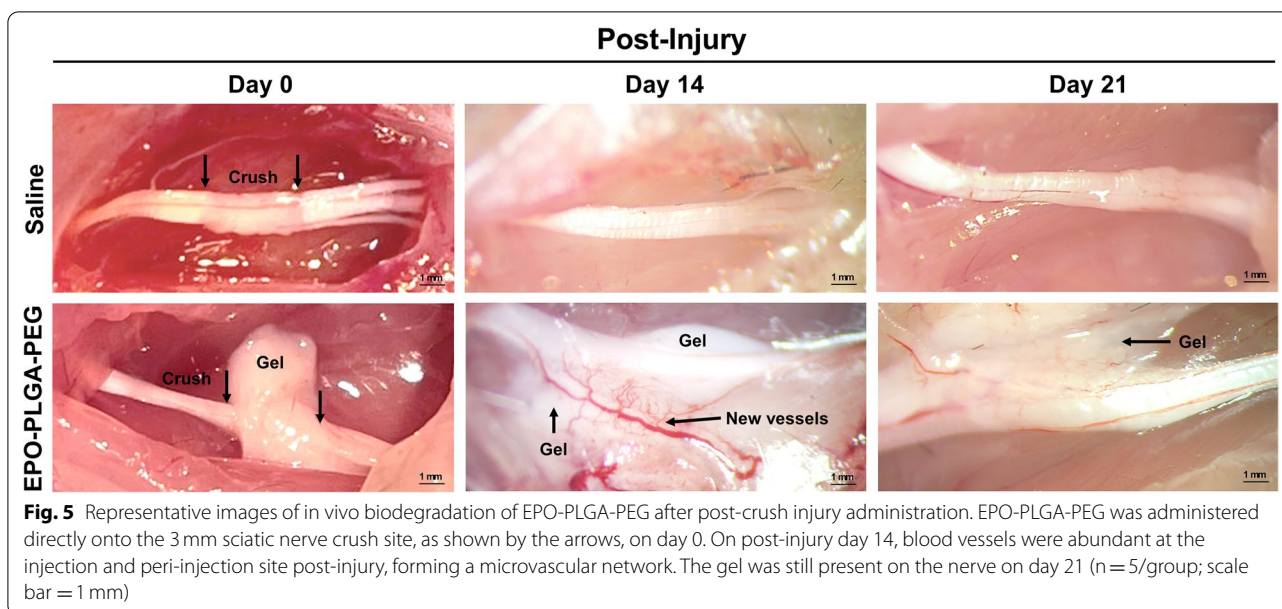 Post-Injury
Day 0
Day 14
Day 21
Saline
Crush
1 mm
1 mm
1 mm
EPO-PLGA-PEG
Gel
Crush
1 mm
Gel
New vessels
Gel
1 mm
Gel
1 mm
Fig. 5 Representative images of in vivo biodegradation of EPO-PLGA-PEG after post-crush injury administration. EPO-PLGA-PEG was administered
directly onto the 3 mm sciatic nerve crush site, as shown by the arrows, on day 0. On post-injury day 14, blood vessels were abundant at the
injection and peri-injection site post-injury, forming a microvascular network. The gel was still present on the nerve on day 21 (n = 5/group; scale
bar = 1 mm)